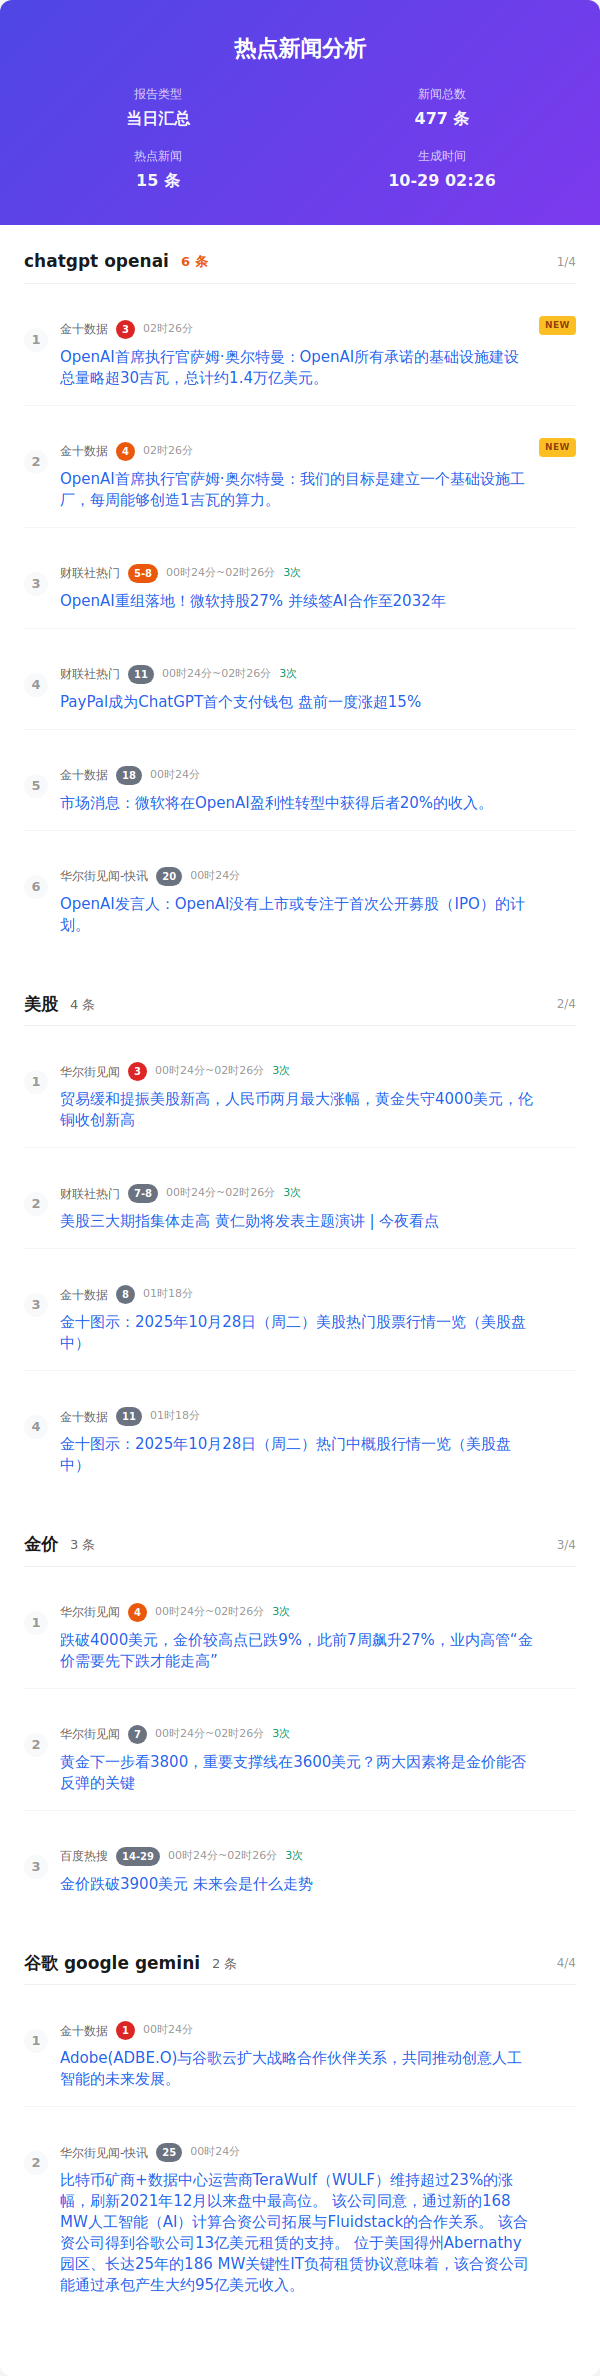 热点新闻分析
报告类型
新闻总数
当日汇总
477 条
热点新闻
生成时间
15 条
10-29 02:26
chatgpt openai 6 条 1/4
1 金十数据 3 02时26分 NEW
OpenAI首席执行官萨姆·奥尔特曼：OpenAI所有承诺的基础设施建设
总量略超30吉瓦，总计约1.4万亿美元。
2 金十数据 4 02时26分 NEW
OpenAI首席执行官萨姆·奥尔特曼：我们的目标是建立一个基础设施工
厂，每周能够创造1吉瓦的算力。
3 财联社热门 5-8 00时24分~02时26分 3次
OpenAI重组落地！微软持股27% 并续签AI合作至2032年
4 财联社热门 11 00时24分~02时26分 3次
PayPal成为ChatGPT首个支付钱包 盘前一度涨超15%
5 金十数据 18 00时24分
市场消息：微软将在OpenAI盈利性转型中获得后者20%的收入。
6 华尔街见闻-快讯 20 00时24分
OpenAI发言人：OpenAI没有上市或专注于首次公开募股（IPO）的计
划。
美股 4 条 2/4
1 华尔街见闻 3 00时24分~02时26分 3次
贸易缓和提振美股新高，人民币两月最大涨幅，黄金失守4000美元，伦
铜收创新高
2 财联社热门 7-8 00时24分~02时26分 3次
美股三大期指集体走高 黄仁勋将发表主题演讲 | 今夜看点
3 金十数据 8 01时18分
金十图示：2025年10月28日（周二）美股热门股票行情一览（美股盘
中）
4 金十数据 11 01时18分
金十图示：2025年10月28日（周二）热门中概股行情一览（美股盘
中）
金价 3 条 3/4
1 华尔街见闻 4 00时24分~02时26分 3次
跌破4000美元，金价较高点已跌9%，此前7周飙升27%，业内高管“金
价需要先下跌才能走高”
2 华尔街见闻 7 00时24分~02时26分 3次
黄金下一步看3800，重要支撑线在3600美元？两大因素将是金价能否
反弹的关键
3 百度热搜 14-29 00时24分~02时26分 3次
金价跌破3900美元 未来会是什么走势
谷歌 google gemini 2 条 4/4
1 金十数据 1 00时24分
Adobe(ADBE.O)与谷歌云扩大战略合作伙伴关系，共同推动创意人工
智能的未来发展。
2 华尔街见闻-快讯 25 00时24分
比特币矿商+数据中心运营商TeraWulf（WULF）维持超过23%的涨
幅，刷新2021年12月以来盘中最高位。 该公司同意，通过新的168
MW人工智能（AI）计算合资公司拓展与Fluidstack的合作关系。 该合
资公司得到谷歌公司13亿美元租赁的支持。 位于美国得州Abernathy
园区、长达25年的186 MW关键性IT负荷租赁协议意味着，该合资公司
能通过承包产生大约95亿美元收入。